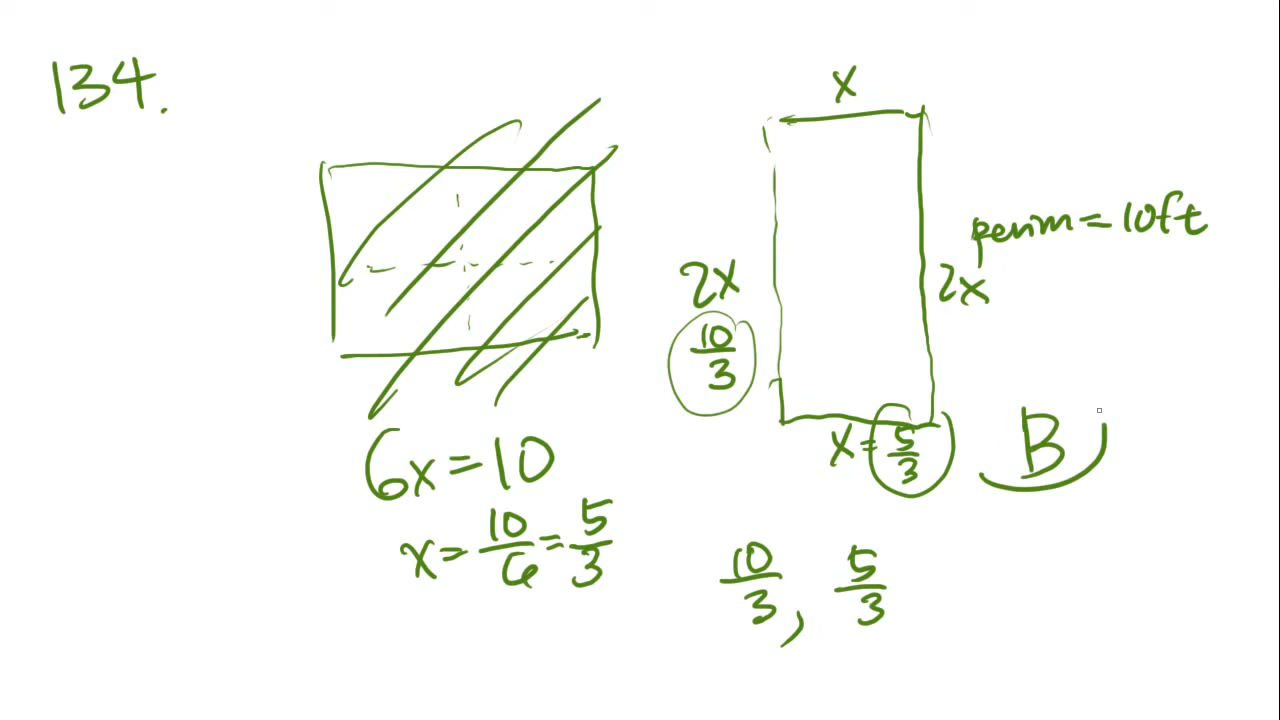 134.
x
perim = 10ft
2x
2x
10/3
x = 5/3
B
6x = 10
x = 10/6 = 5/3
10/3, 5/3